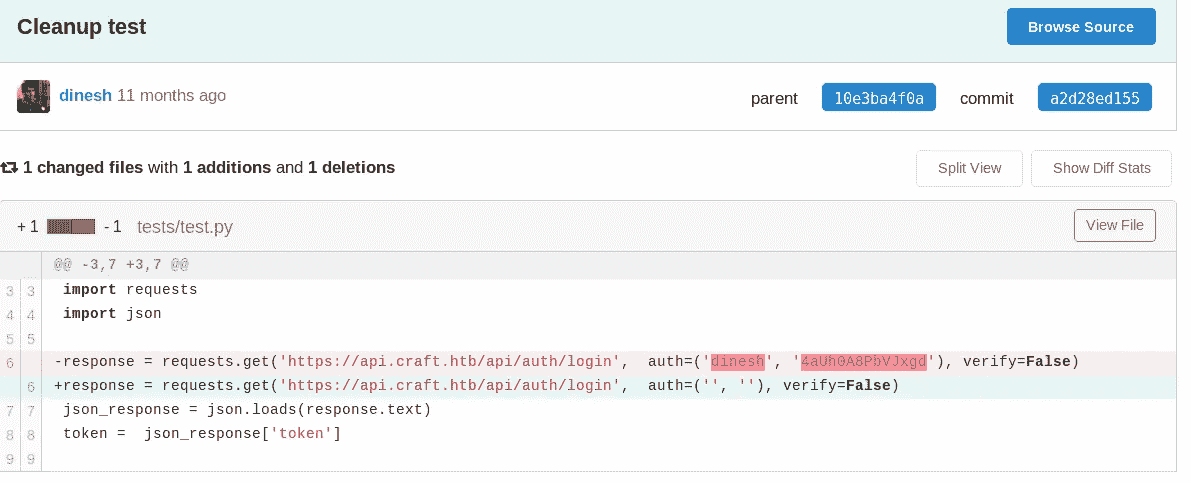 Cleanup test
Browse Source
dinesh 11 months ago
parent 10e3ba4f0a commit a2d28ed155
1 changed files with 1 additions and 1 deletions
Split View
Show Diff Stats
+ 1 - 1 tests/test.py
View File
@@ -3,7 +3,7 @@
3 3 import requests
4 4 import json
5 5
6 -response = requests.get('https://api.craft.htb/api/auth/login', auth=('dinesh', '4aUh0A8PbVJxgd'), verify=False)
6 +response = requests.get('https://api.craft.htb/api/auth/login', auth=('', ''), verify=False)
7 7 json_response = json.loads(response.text)
8 8 token = json_response['token']
9 9